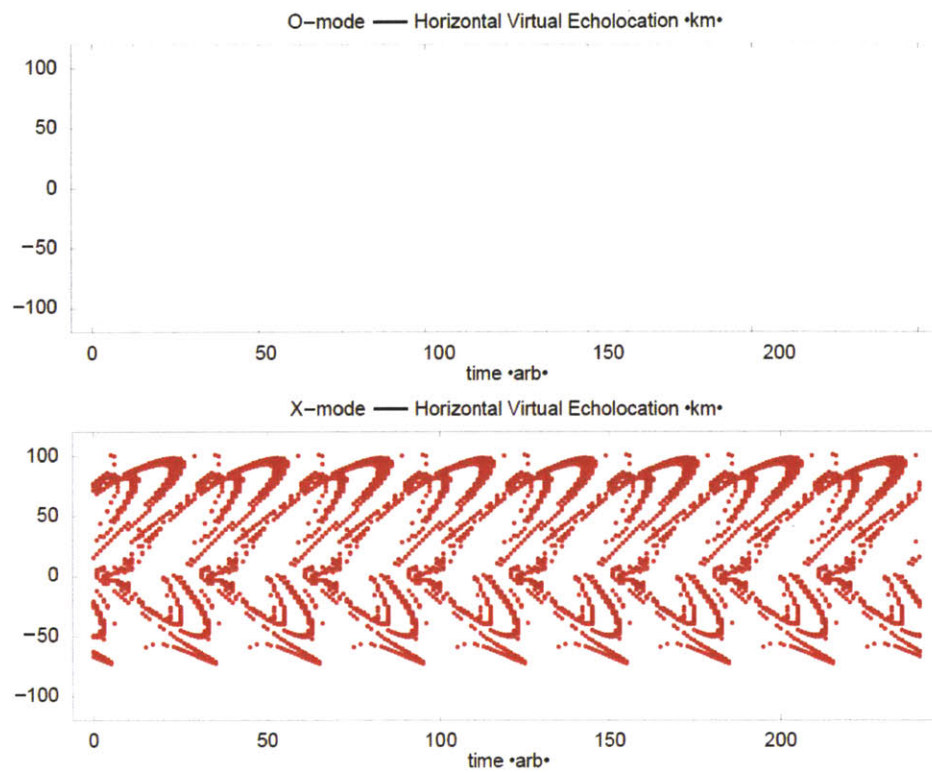 O−mode — Horizontal Virtual Echolocation •km•
100
50
0
−50
−100
0 50 100 150 200
time •arb•
X−mode — Horizontal Virtual Echolocation •km•
100
50
0
−50
−100
0 50 100 150 200
time •arb•